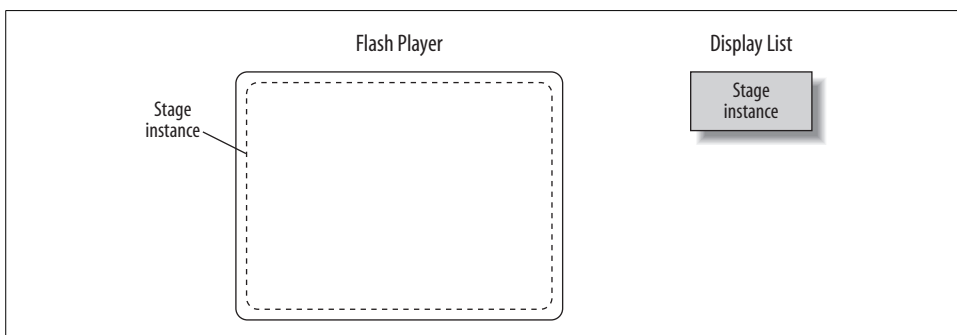 Flash Player
Display List
Stage
instance
Stage
instance